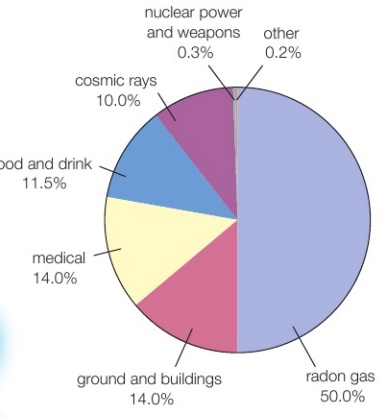 nuclear power
and weapons
0.3%
other
0.2%
cosmic rays
10.0%
ood and drink
11.5%
medical
14.0%
ground and buildings
14.0%
radon gas
50.0%